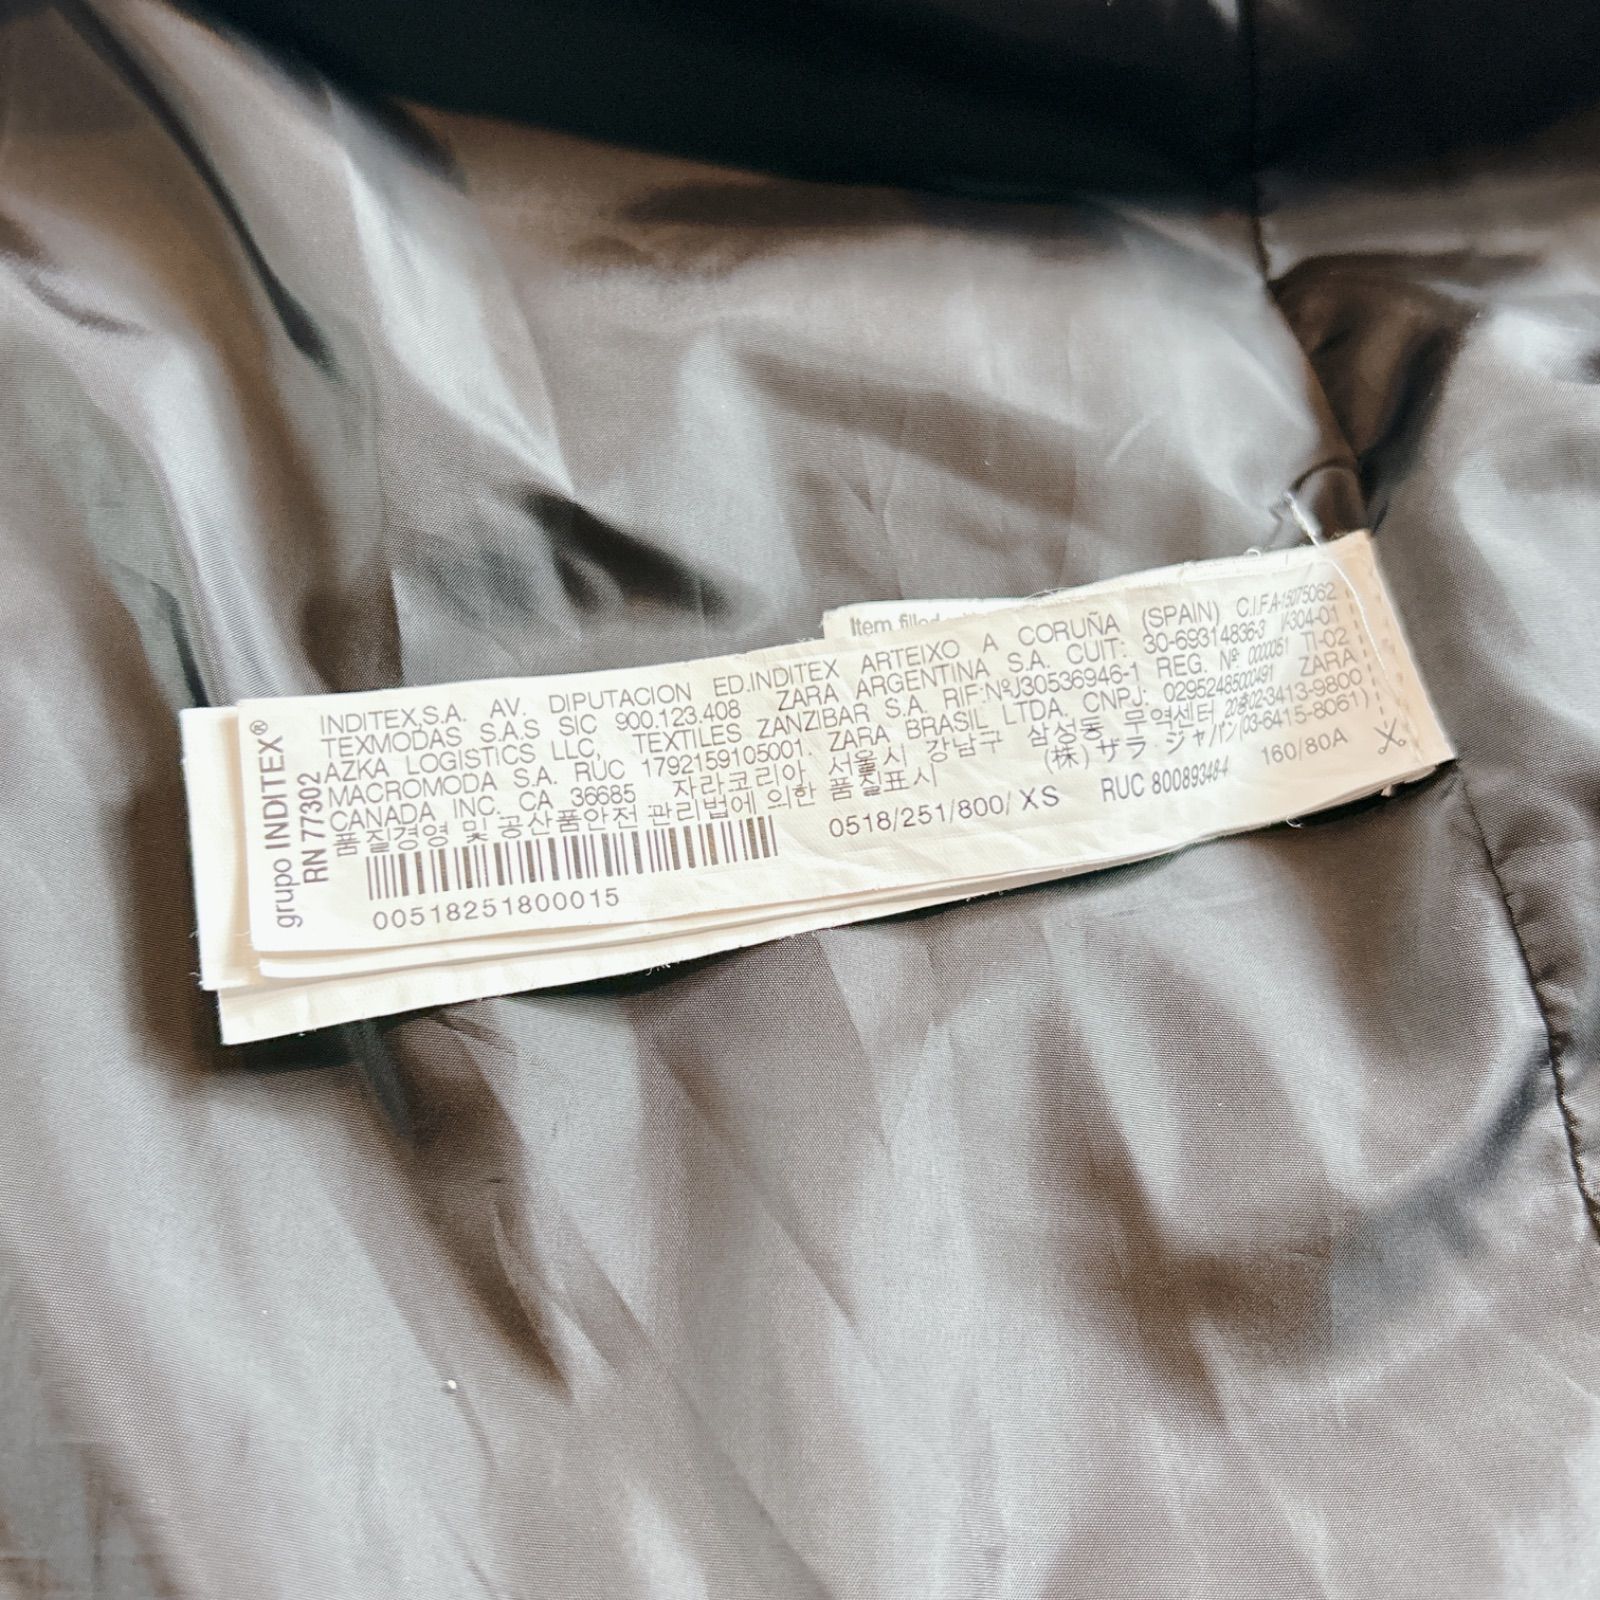 Item filled
grupo INDITEX®
RN 77302
INDITEX,S.A. AV. DIPUTACION ED.INDITEX ARTEIXO A CORUÑA (SPAIN) C.I.F.A-15075062
TEXMODAS S.A.S SIC 900.123.408 ZARA ARGENTINA S.A. CUIT: 30-69314836-3 V-304-01
AZKA LOGISTICS LLC, TEXTILES ZANZIBAR S.A. RIF:NºJ30536946-1 REG. Nº: 0000051 TI-02
MACROMODA S.A. RUC 1792159105001. ZARA BRASIL LTDA, CNPJ: 02952485000491 ZARA
CANADA INC. CA 36685 자라코리아, 서울시 강남구 삼성동 무역센터 20층 02-3413-9800
품질경영 및 공산품안전 관리법에 의한 품질표시 (株) ザラ・ジャパン(03-6415-8061)
0518/251/800/ XS RUC 80089348-4 160/80A
00518251800015